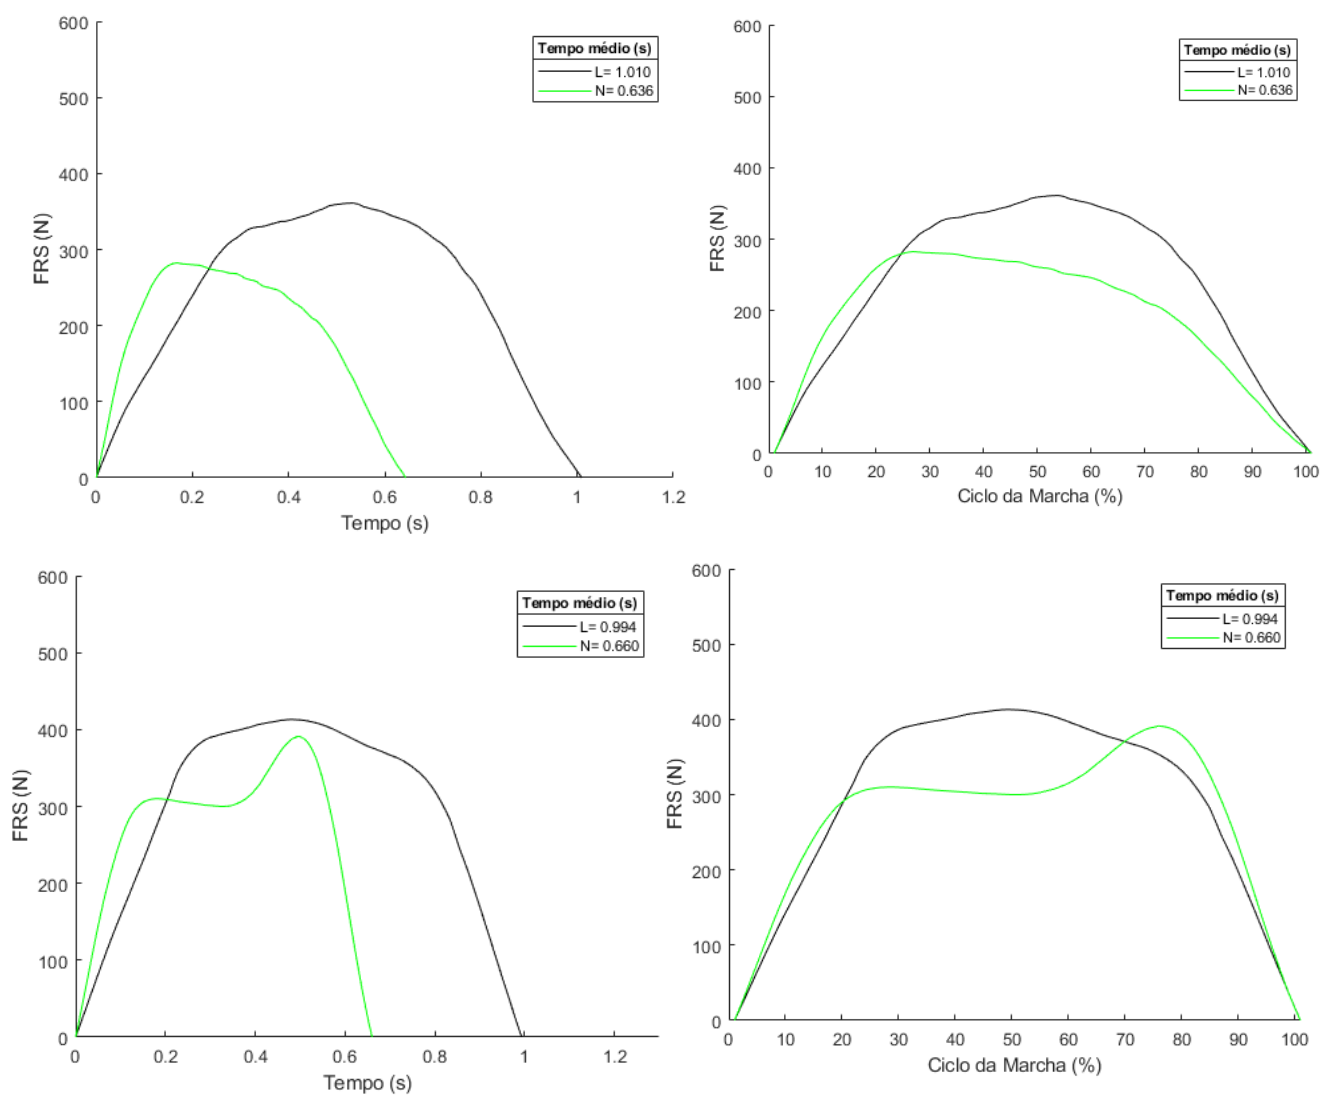 600
500
400
300
200
100
0
FRS (N)
Tempo médio (s)
L= 1.010
N= 0.636
0 0.2 0.4 0.6 0.8 1 1.2
Tempo (s)
600
500
400
300
200
100
0
FRS (N)
Tempo médio (s)
L= 1.010
N= 0.636
0 10 20 30 40 50 60 70 80 90 100
Ciclo da Marcha (%)
600
500
400
300
200
100
0
FRS (N)
Tempo médio (s)
L= 0.994
N= 0.660
0 0.2 0.4 0.6 0.8 1 1.2
Tempo (s)
600
500
400
300
200
100
0
FRS (N)
Tempo médio (s)
L= 0.994
N= 0.660
0 10 20 30 40 50 60 70 80 90 100
Ciclo da Marcha (%)